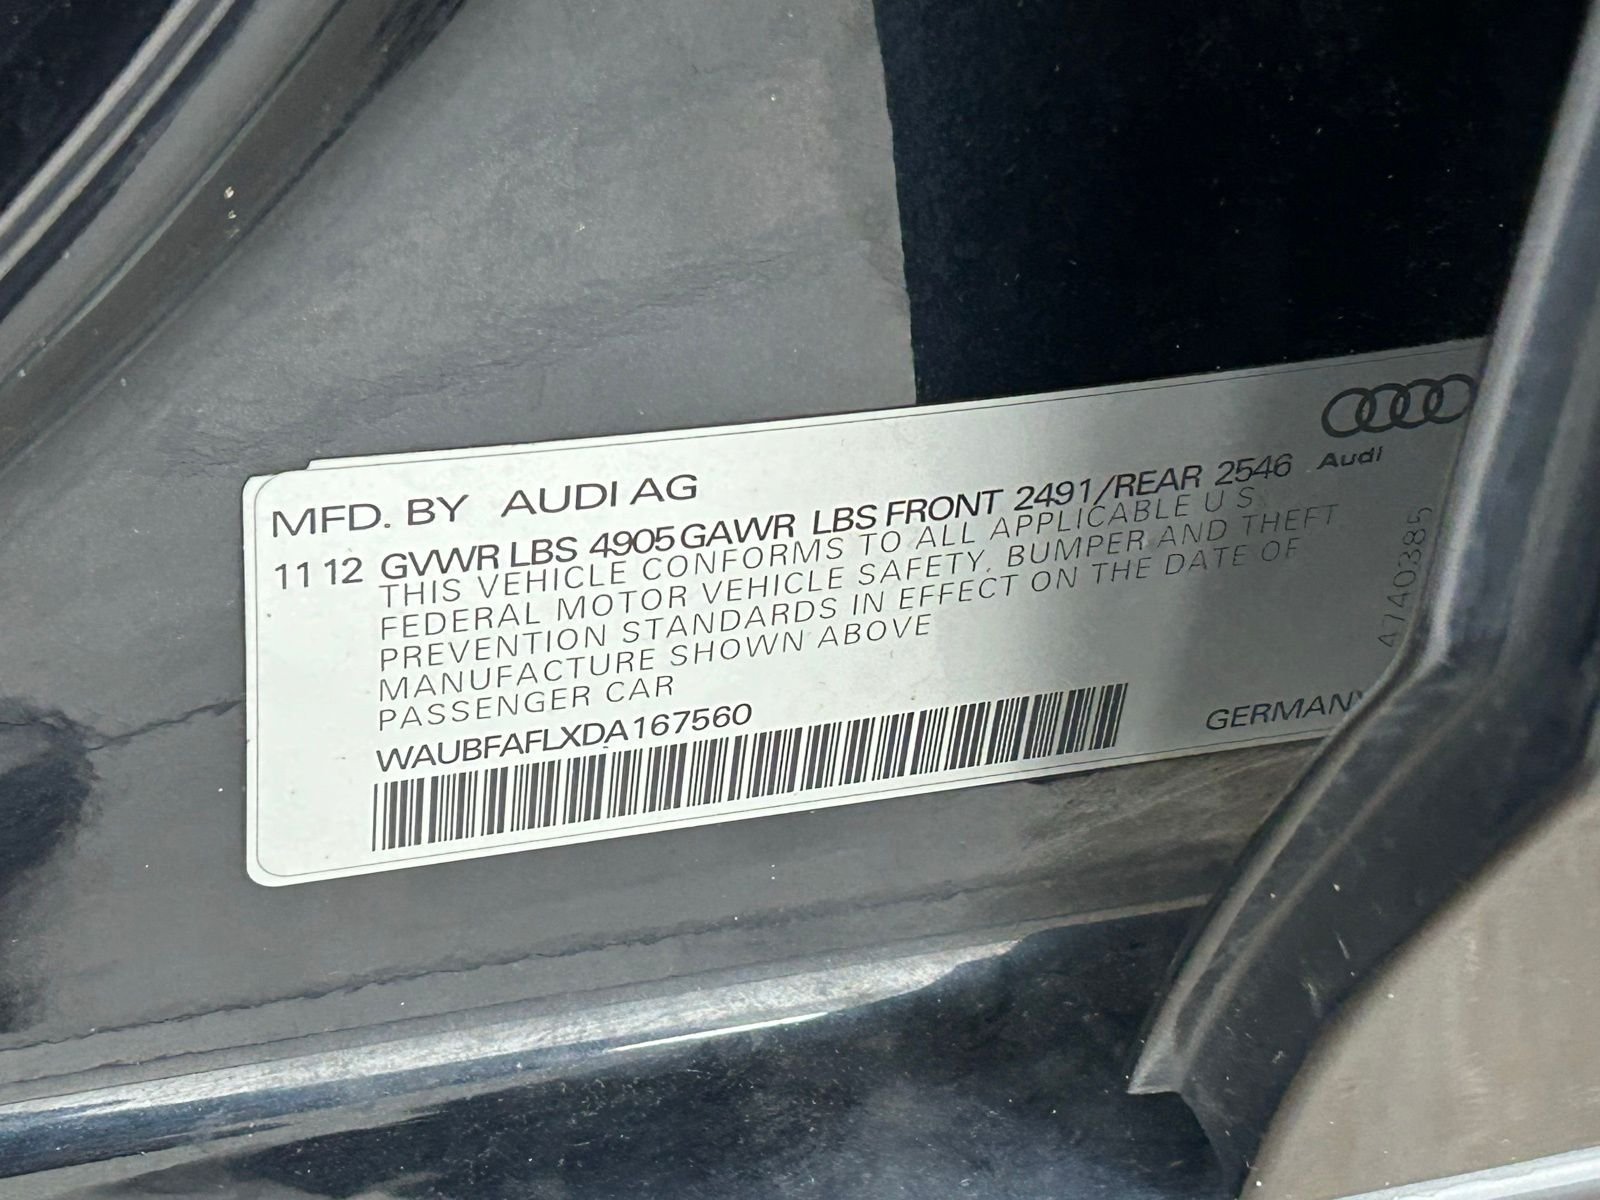 MFD. BY AUDI AG
11 12 GVWR LBS 4905 GAWR LBS FRONT 2491/REAR 2546
THIS VEHICLE CONFORMS TO ALL APPLICABLE U S
FEDERAL MOTOR VEHICLE SAFETY, BUMPER AND THEFT
PREVENTION STANDARDS IN EFFECT ON THE DATE OF
MANUFACTURE SHOWN ABOVE
PASSENGER CAR
WAUBFAFLXDA167560
Audi
GERMANY
47403385